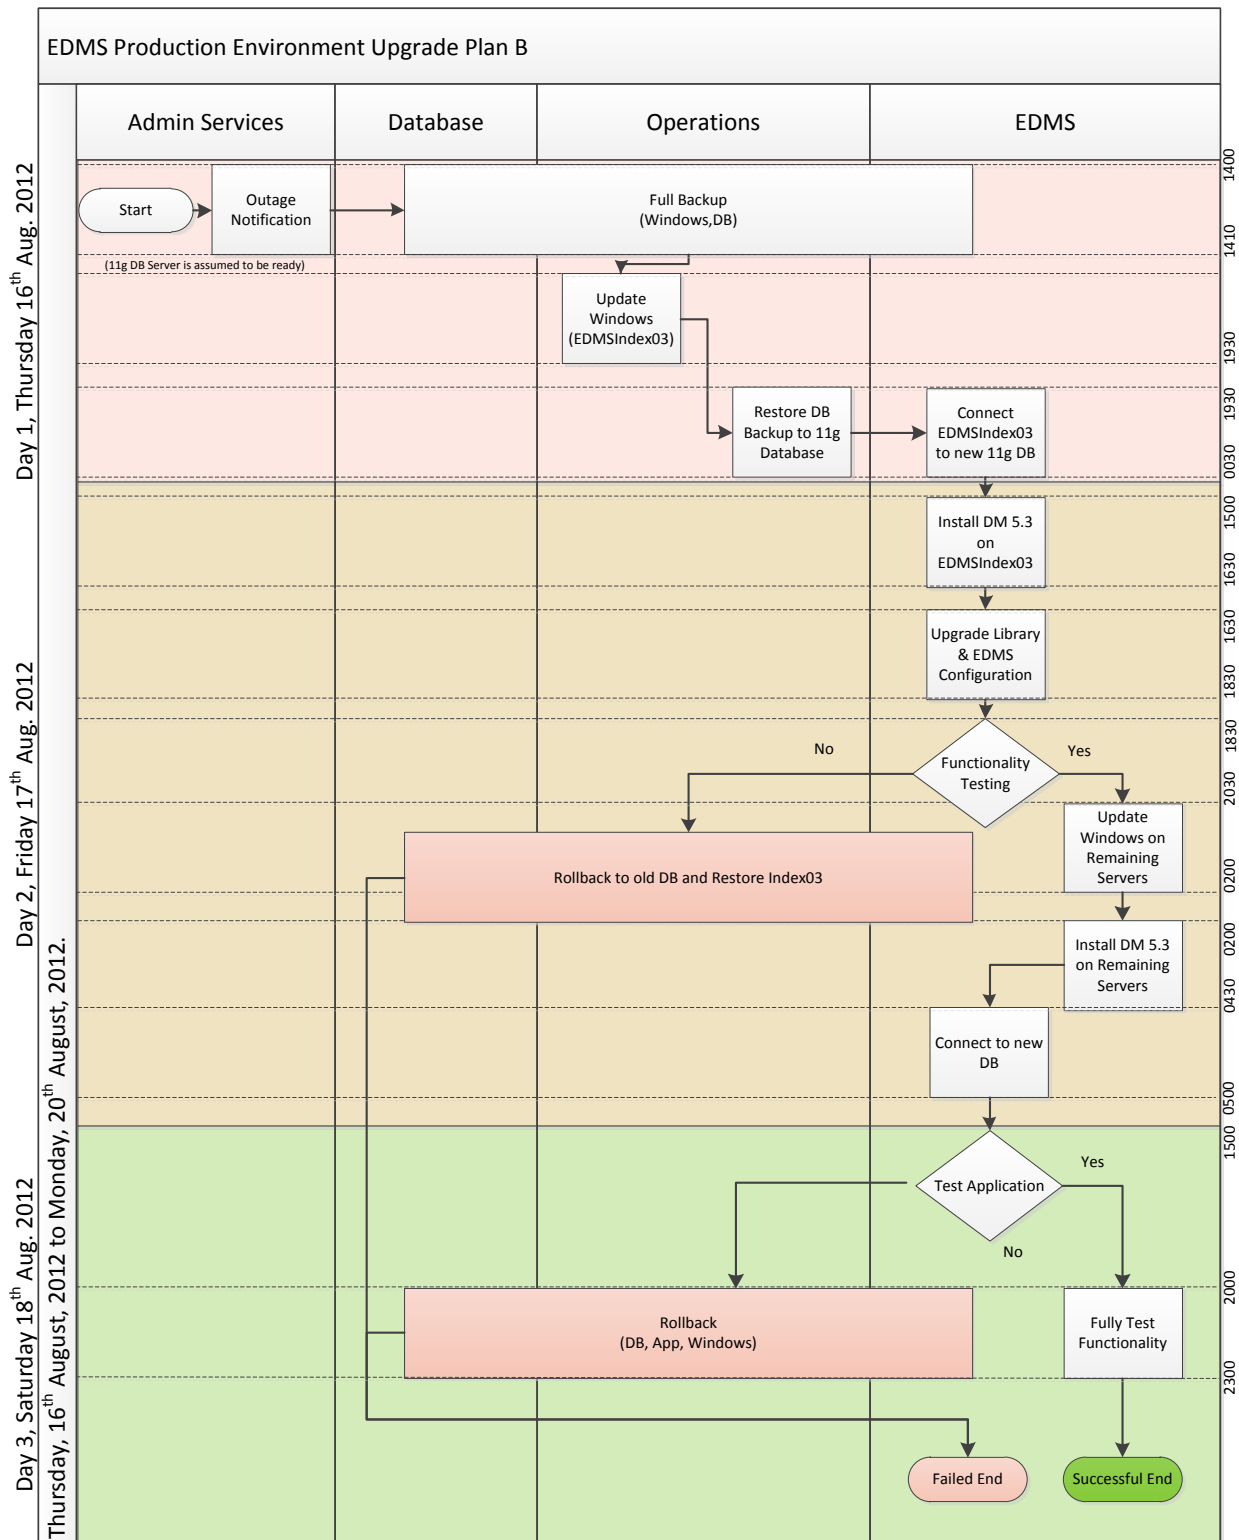 EDMS Production Environment Upgrade Plan B
Admin Services
Database
Operations
EDMS
Day 1, Thursday 16th Aug. 2012
Start
Outage
Notification
Full Backup
(Windows,DB)
1400
1410
(11g DB Server is assumed to be ready)
Update
Windows
(EDMSIndex03)
1930
Restore DB
Backup to 11g
Database
Connect
EDMSIndex03
to new 11g DB
1930
0030
Day 2, Friday 17th Aug. 2012
Install DM 5.3
on
EDMSIndex03
1500
1630
Upgrade Library
& EDMS
Configuration
1630
1830
No
Functionality
Testing
Yes
1830
2030
Update
Windows on
Remaining
Servers
Rollback to old DB and Restore Index03
0200
Install DM 5.3
on Remaining
Servers
0200
0430
Connect to new
DB
0500
Thursday, 16th August, 2012 to Monday, 20th August, 2012.
Day 3, Saturday 18th Aug. 2012
1500
Test Application
Yes
No
2000
Rollback
(DB, App, Windows)
Fully Test
Functionality
2300
Failed End
Successful End